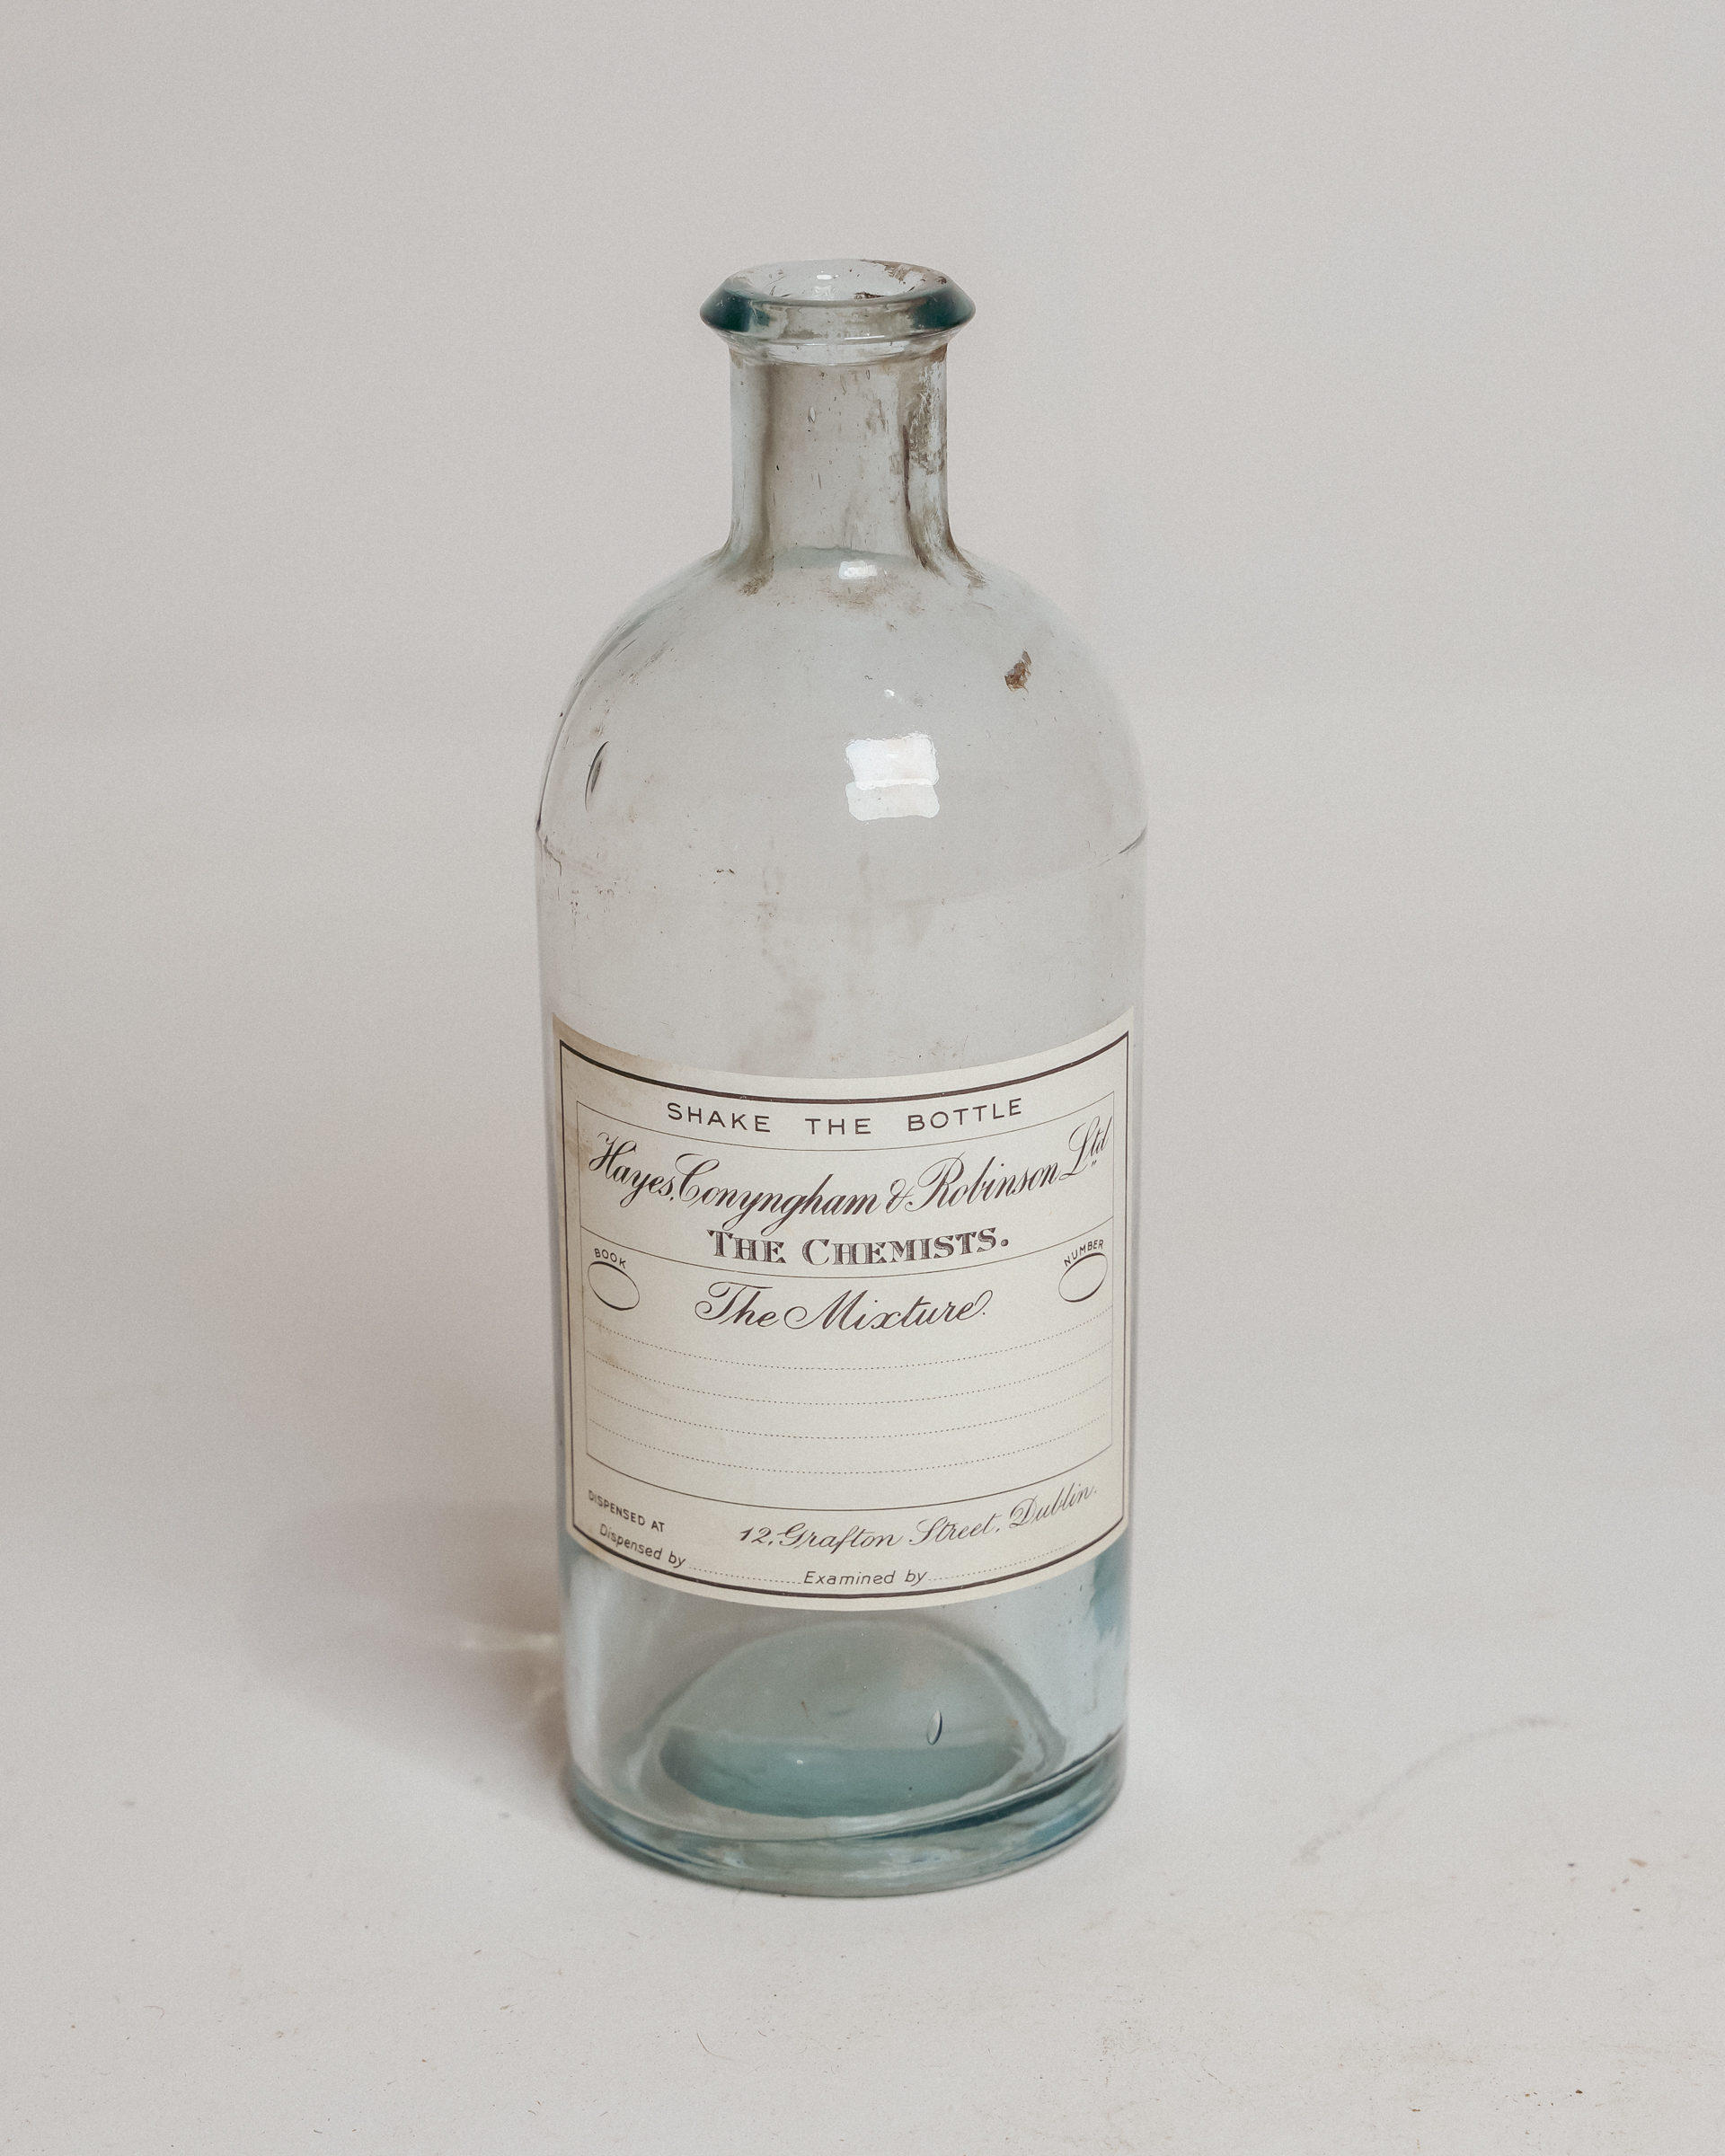 SHAKE THE BOTTLE
Hayes, Conyngham & Robinson Ltd
THE CHEMISTS.
BOOK
NUMBER
The Mixture.
DISPENSED AT
12, Grafton Street, Dublin.
Dispensed by
Examined by